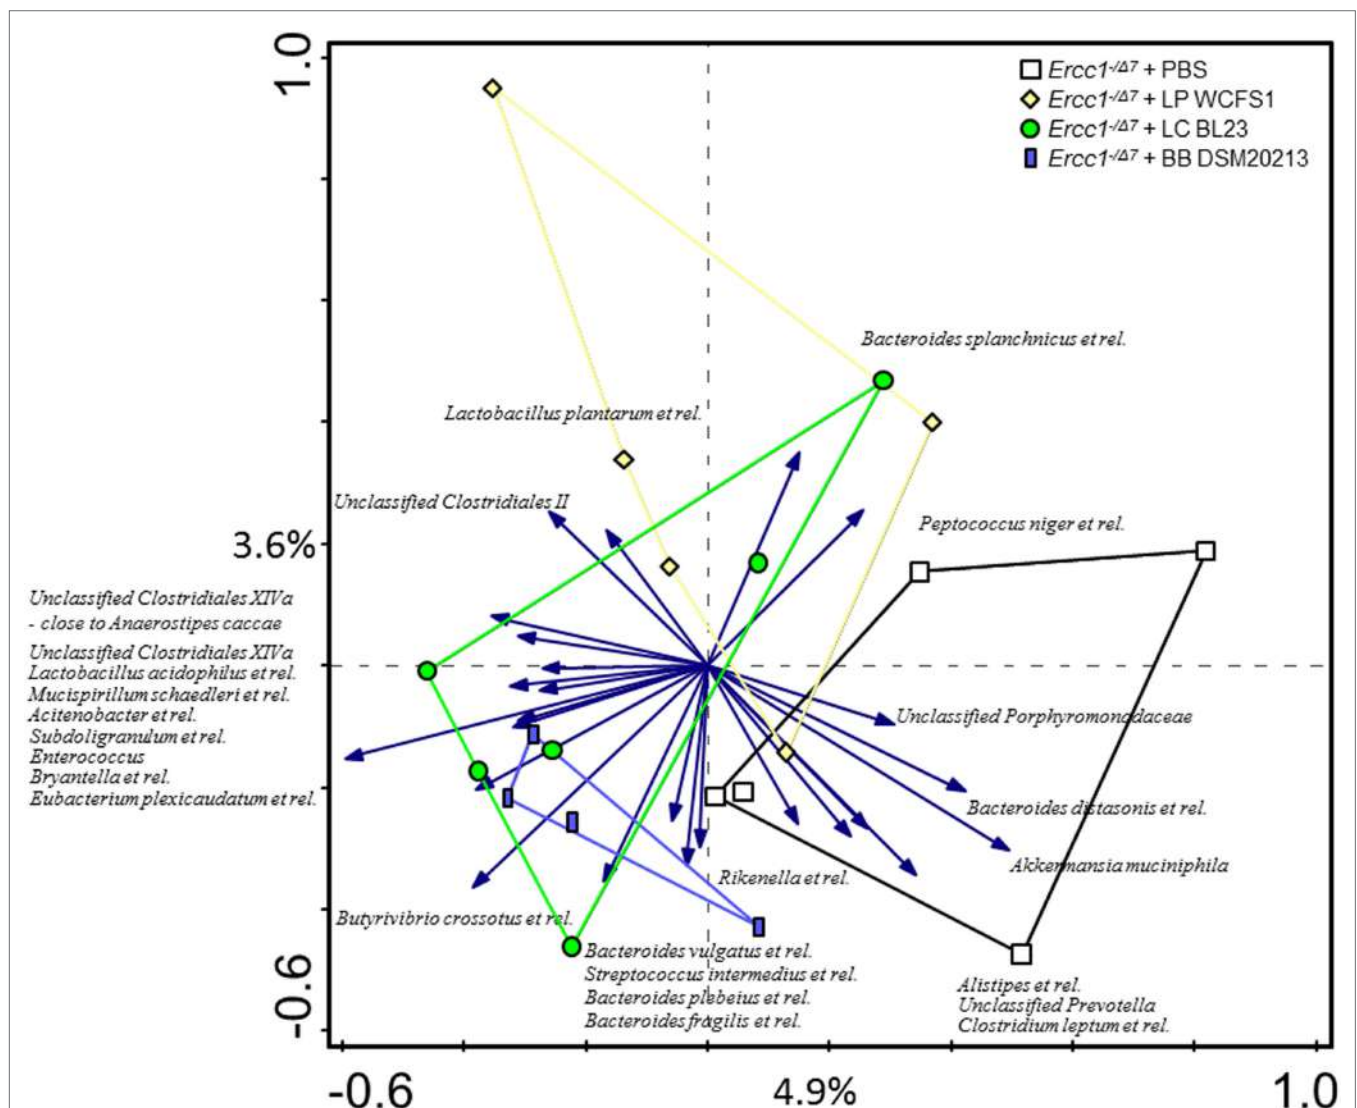 1.0
Ercc1-/Δ7 + PBS
Ercc1-/Δ7 + LP WCFS1
Ercc1-/Δ7 + LC BL23
Ercc1-/Δ7 + BB DSM20213
Bacteroides splanchnicus et rel.
Lactobacillus plantarum et rel.
Unclassified Clostridiales II
Peptococcus niger et rel.
3.6%
Unclassified Clostridiales XIVa
- close to Anaerostipes caccae
Unclassified Clostridiales XIVa
Lactobacillus acidophilus et rel.
Mucispirillum schaedleri et rel.
Acitenobacter et rel.
Subdoligranulum et rel.
Enterococcus
Bryantella et rel.
Eubacterium plexicaudatum et rel.
Unclassified Porphyromonadaceae
Bacteroides distasonis et rel.
Akkermansia muciniphila
Rikenella et rel.
Butyrivibrio crossotus et rel.
Bacteroides vulgatus et rel.
Streptococcus intermedius et rel.
Bacteroides plebeius et rel.
Bacteroides fragilis et rel.
Alistipes et rel.
Unclassified Prevotella
Clostridium leptum et rel.
-0.6
-0.6
4.9%
1.0